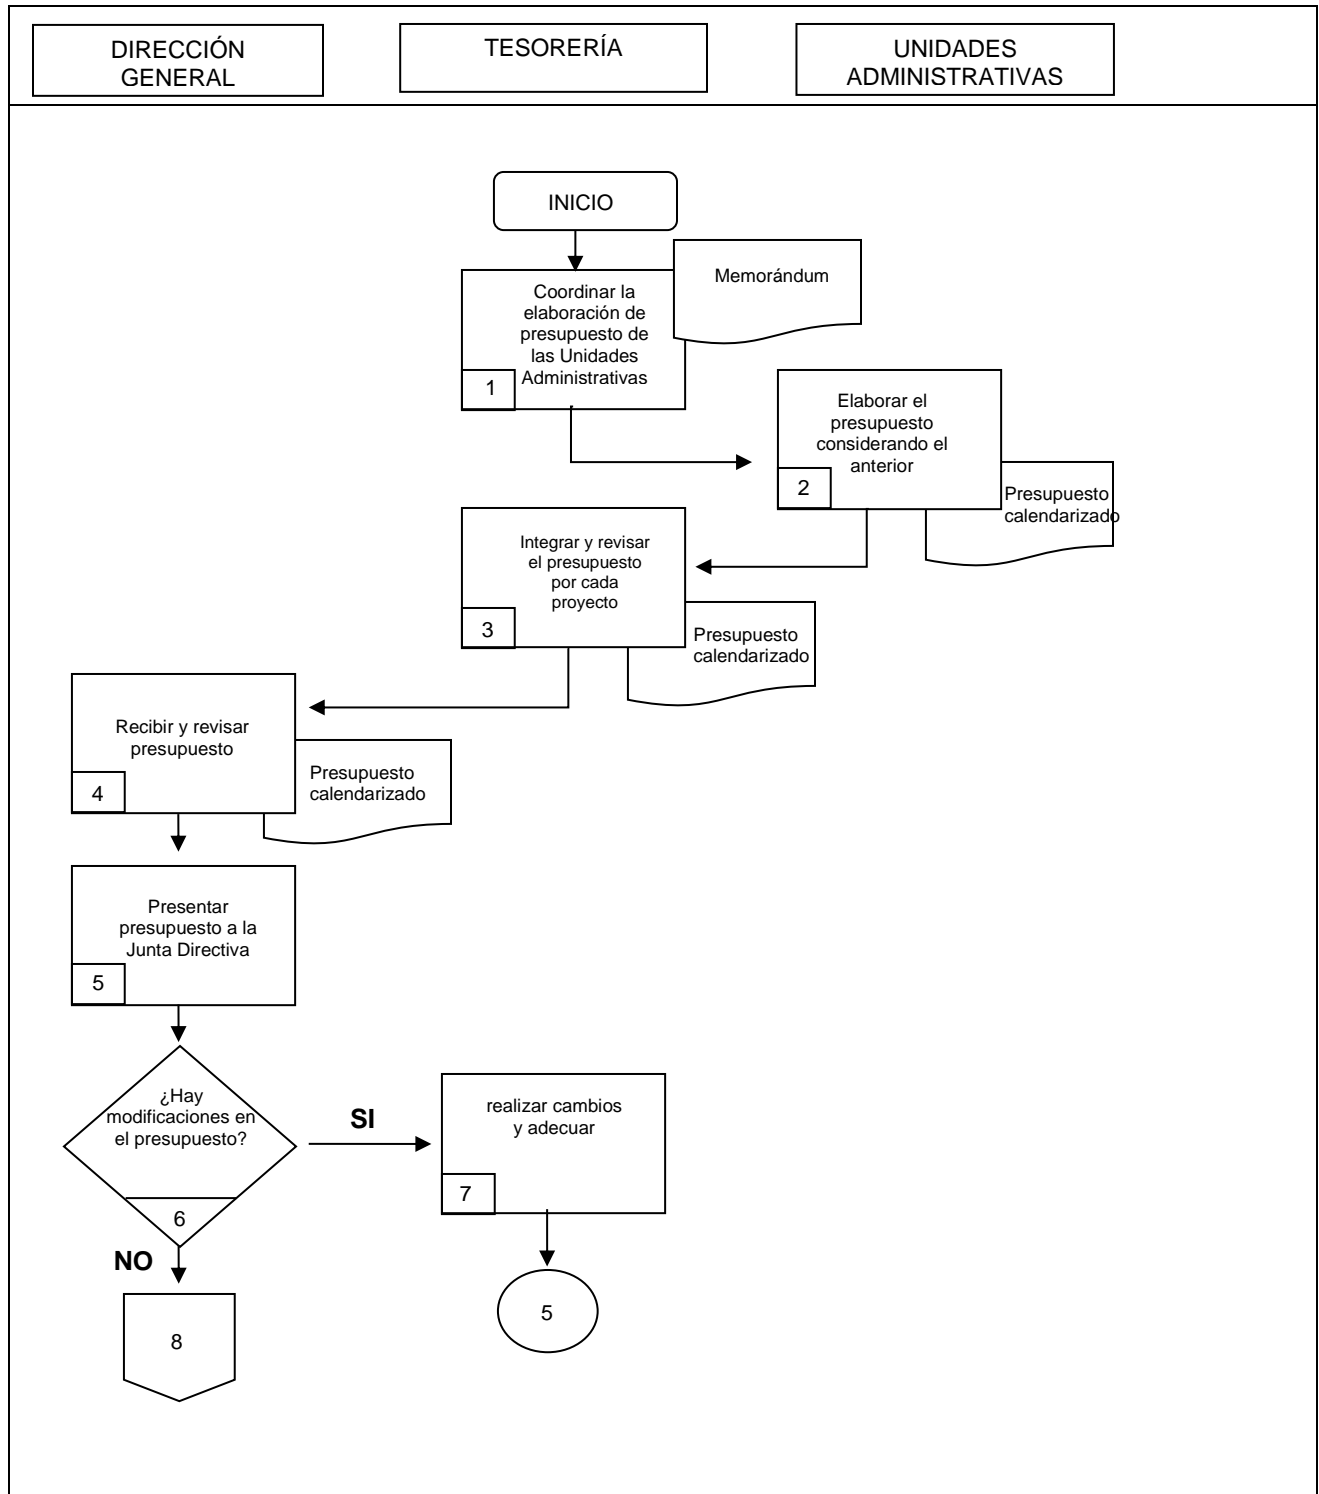 DIRECCIÓN
GENERAL
TESORERÍA
UNIDADES
ADMINISTRATIVAS
INICIO
Memorándum
Coordinar la
elaboración de
presupuesto de
las Unidades
Administrativas
1
Elaborar el
presupuesto
considerando el
anterior
2
Presupuesto
calendarizado
Integrar y revisar
el presupuesto
por cada
proyecto
3
Presupuesto
calendarizado
Recibir y revisar
presupuesto
4
Presupuesto
calendarizado
Presentar
presupuesto a la
Junta Directiva
5
¿Hay
modificaciones en
el presupuesto?
6
SI
realizar cambios
y adecuar
7
NO
8
5